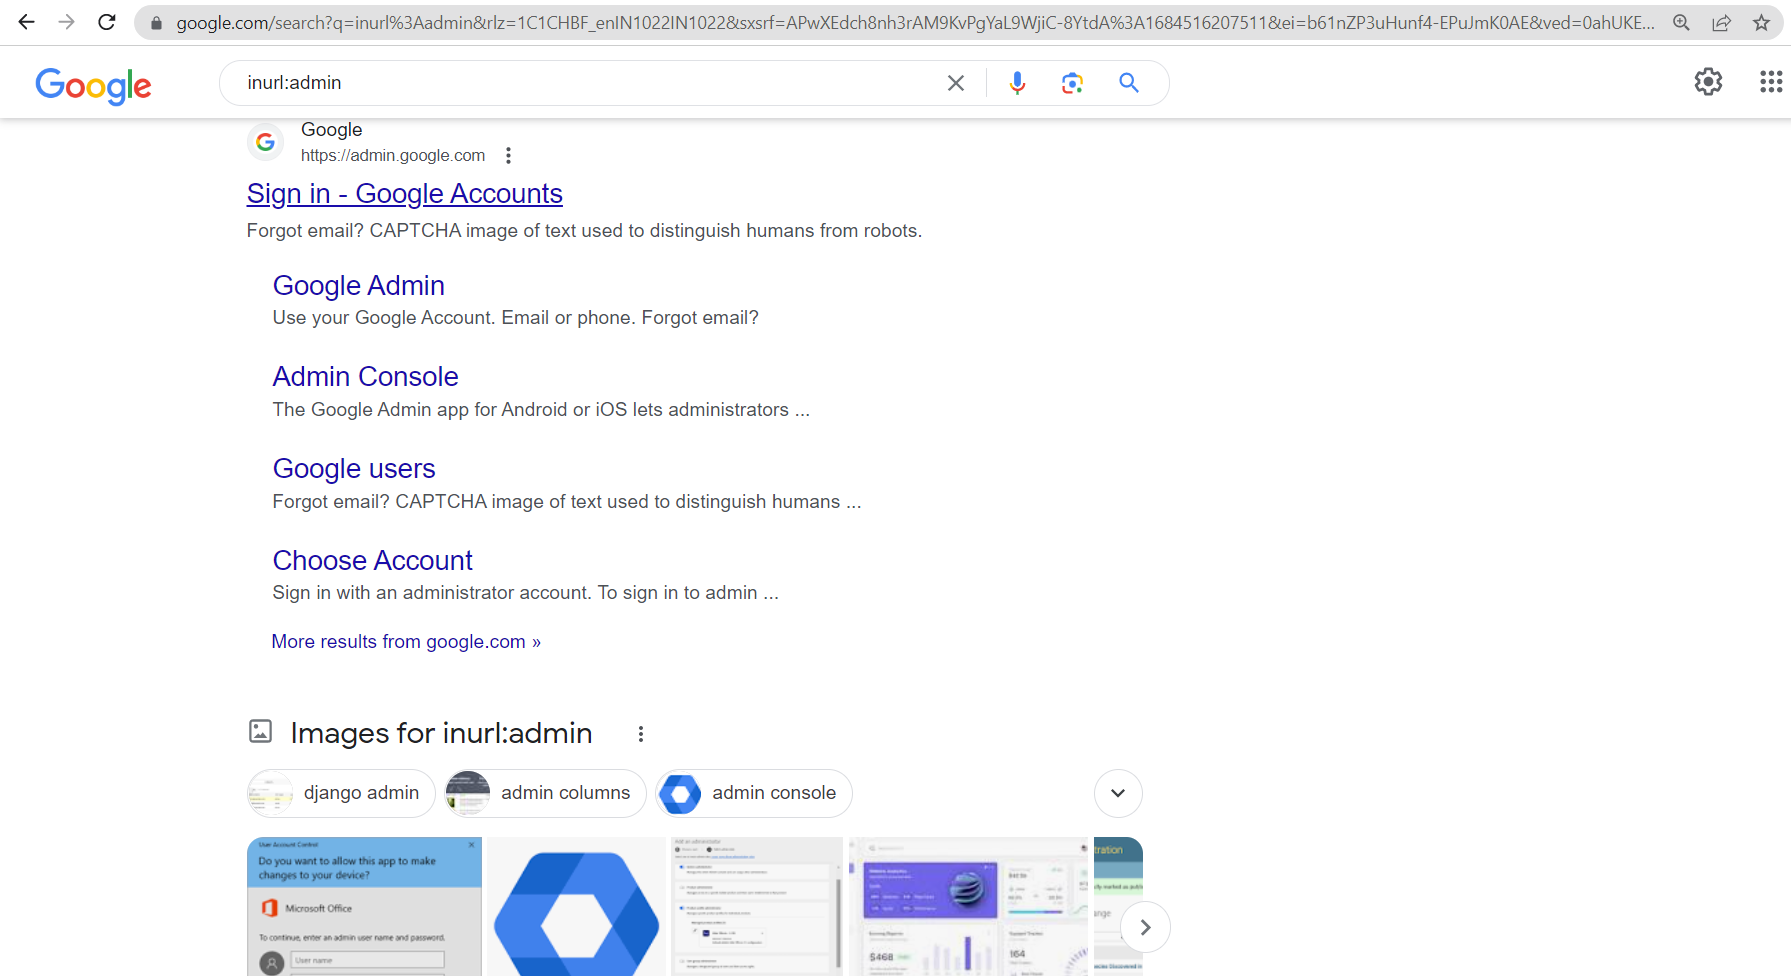 google.com/search?q=inurl%3Aadmin&rlz=1C1CHBF_enIN1022IN1022&sxsrf=APwXEdch8nh3rAM9KvPgYaL9WjiC-8YtdA%3A1684516207511&ei=b61nZP3uHunf4-EPuJmK0AE&ved=0ahUKE...
Google
inurl:admin
Google
https://admin.google.com
Sign in - Google Accounts
Forgot email? CAPTCHA image of text used to distinguish humans from robots.
Google Admin
Use your Google Account. Email or phone. Forgot email?
Admin Console
The Google Admin app for Android or iOS lets administrators ...
Google users
Forgot email? CAPTCHA image of text used to distinguish humans ...
Choose Account
Sign in with an administrator account. To sign in to admin ...
More results from google.com »
Images for inurl:admin
django admin
admin columns
admin console
User Account Control
Do you want to allow this app to make
changes to your device?
Microsoft Office
To continue, enter an admin user name and password.
User name
$468
164